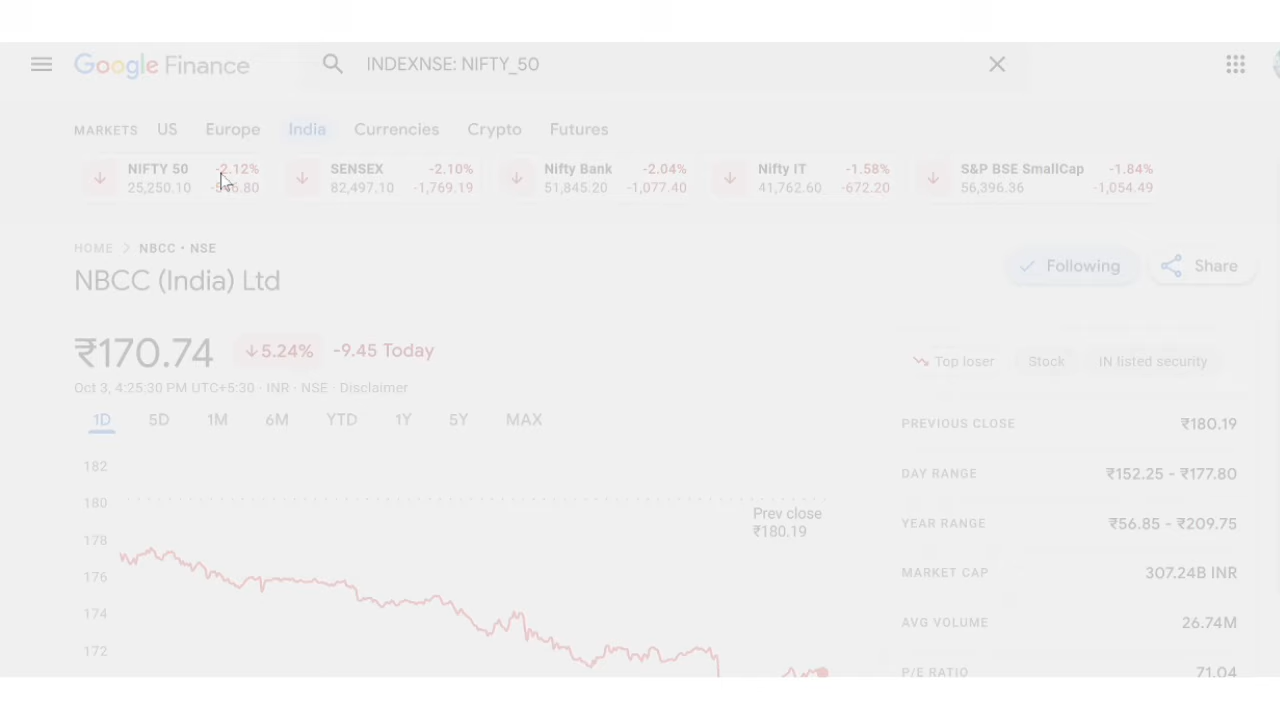 Google Finance INDEXNSE: NIFTY_50
MARKETS US Europe India Currencies Crypto Futures
NIFTY 50 -2.12% SENSEX -2.10% Nifty Bank -2.04% Nifty IT -1.58% S&P BSE SmallCap -1.84%
25,250.10 82,497.10 -1,769.19 51,845.20 -1,077.40 41,762.60 -672.20 56,396.36 -1,054.49
HOME > NBCC • NSE
NBCC (India) Ltd
Following Share
₹170.74 ↓5.24% -9.45 Today
Top loser Stock IN listed security
Oct 3, 4:25:30 PM UTC+5:30 · INR · NSE · Disclaimer
1D 5D 1M 6M YTD 1Y 5Y MAX
PREVIOUS CLOSE ₹180.19
DAY RANGE ₹152.25 - ₹177.80
YEAR RANGE ₹56.85 - ₹209.75
MARKET CAP 307.24B INR
AVG VOLUME 26.74M
P/E RATIO 71.04
182
180
Prev close
₹180.19
178
176
174
172